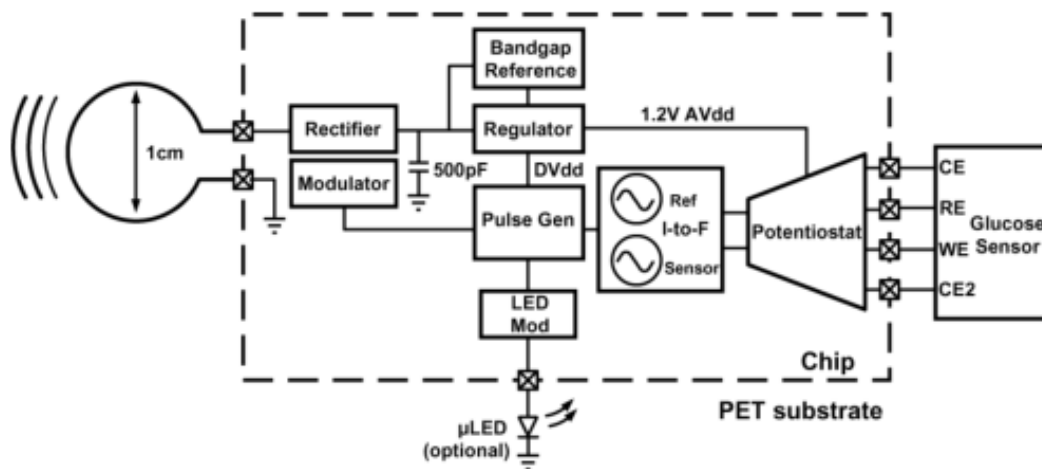 Bandgap
Reference
Rectifier
Regulator
1.2V AVdd
1cm
500pF
DVdd
Modulator
Pulse Gen
Ref
I-to-F
Sensor
Potentiostat
CE
RE
WE
CE2
Glucose
Sensor
LED
Mod
Chip
PET substrate
µLED
(optional)